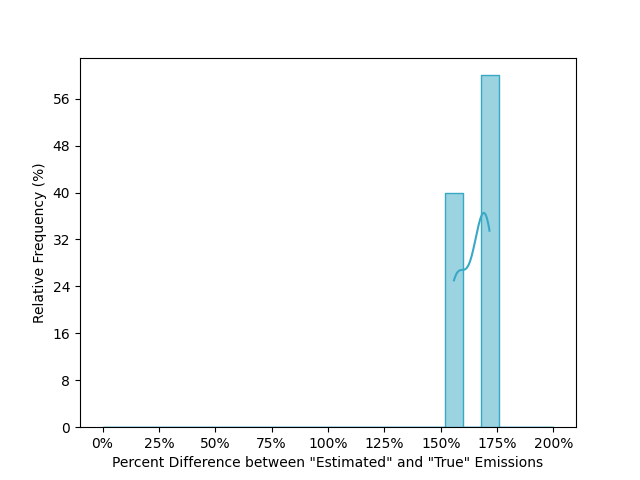 56
48
40
32
24
16
8
0
Relative Frequency (%)
0% 25% 50% 75% 100% 125% 150% 175% 200%
Percent Difference between "Estimated" and "True" Emissions